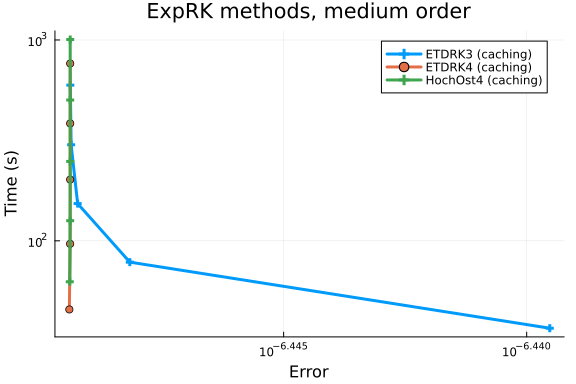 ExpRK methods, medium order
ETDRK3 (caching)
ETDRK4 (caching)
HochOst4 (caching)
Time (s)
10³
10²
10⁻⁶·⁴⁴⁵
10⁻⁶·⁴⁴⁰
Error